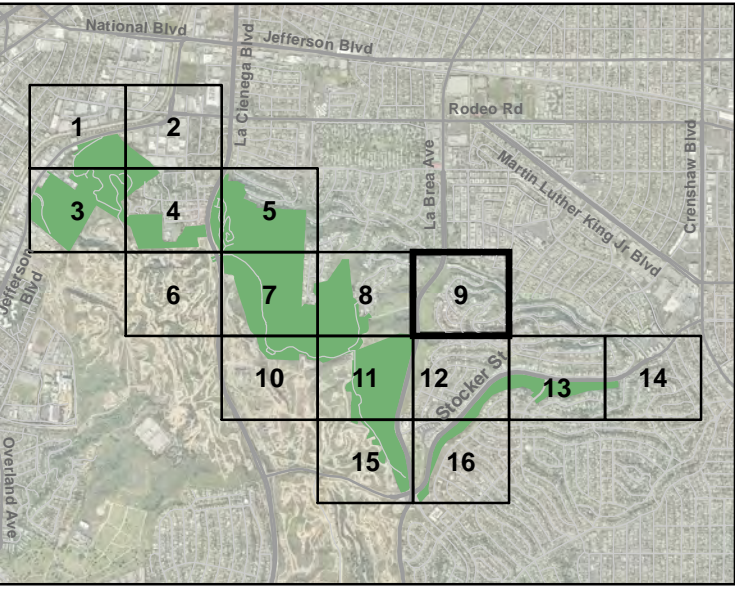 National Blvd
Jefferson Blvd
La Cienega Blvd
Rodeo Rd
La Brea Ave
Martin Luther King Jr Blvd
Crenshaw Blvd
1
2
3
4
5
Jefferson
Blvd
6
7
8
9
10
11
12
Stocker St
13
14
15
16
Overland Ave